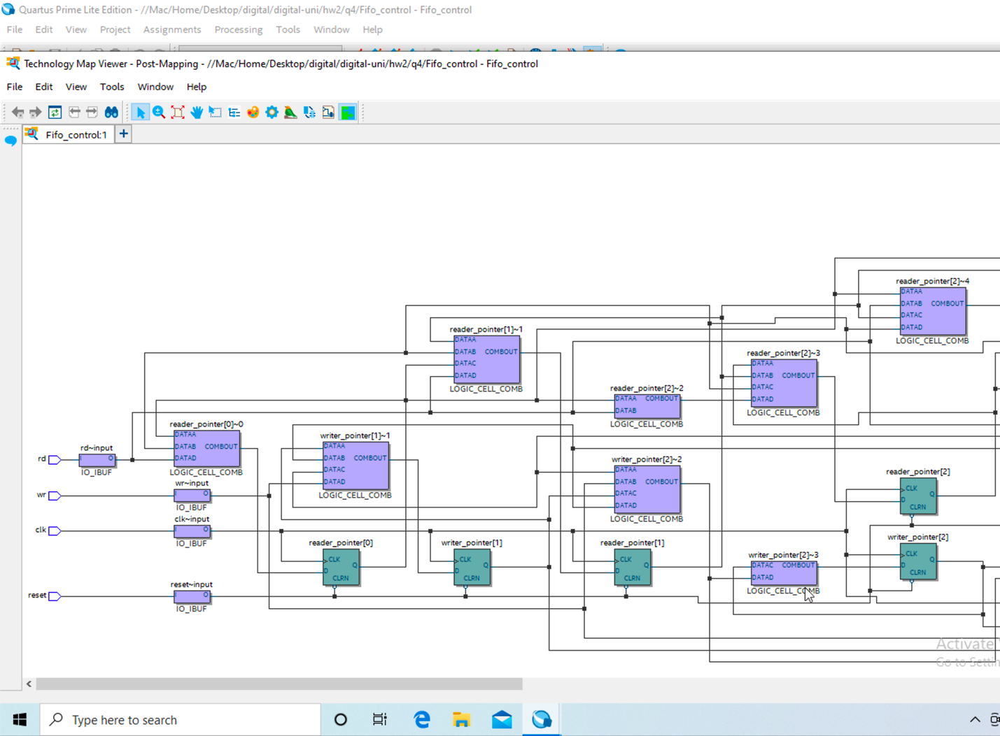 Quartus Prime Lite Edition - //Mac/Home/Desktop/digital/digital-uni/hw2/q4/Fifo_control - Fifo_control
File Edit View Project Assignments Processing Tools Window Help
Technology Map Viewer - Post-Mapping - //Mac/Home/Desktop/digital/digital-uni/hw2/q4/Fifo_control - Fifo_control
File Edit View Tools Window Help
Fifo_control:1
reader_pointer[2]~4
DATAA
DATAB COMBOUT
DATAC
DATAD
LOGIC_CELL_COMB
reader_pointer[1]~1
DATAA
DATAB COMBOUT
DATAC
DATAD
LOGIC_CELL_COMB
reader_pointer[2]~3
DATAA
DATAB COMBOUT
DATAC
DATAD
LOGIC_CELL_COMB
reader_pointer[2]~2
DATAA COMBOUT
DATAB
LOGIC_CELL_COMB
reader_pointer[0]~0
DATAA
DATAB COMBOUT
DATAD
LOGIC_CELL_COMB
writer_pointer[1]~1
DATAA
DATAB COMBOUT
DATAC
DATAD
LOGIC_CELL_COMB
rd
rd~input
I O
IO_IBUF
writer_pointer[2]~2
DATAA
DATAB COMBOUT
DATAC
DATAD
LOGIC_CELL_COMB
reader_pointer[2]
CLK
D Q
CLRN
wr
wr~input
I O
IO_IBUF
clk
clk~input
I O
IO_IBUF
reader_pointer[0]
CLK
D Q
CLRN
writer_pointer[1]
CLK
D Q
CLRN
reader_pointer[1]
CLK
D Q
CLRN
writer_pointer[2]~3
DATAC COMBOUT
DATAD
LOGIC_CELL_COMB
writer_pointer[2]
CLK
D Q
CLRN
reset
reset~input
I O
IO_IBUF
Activate
Go to Settin
Type here to search